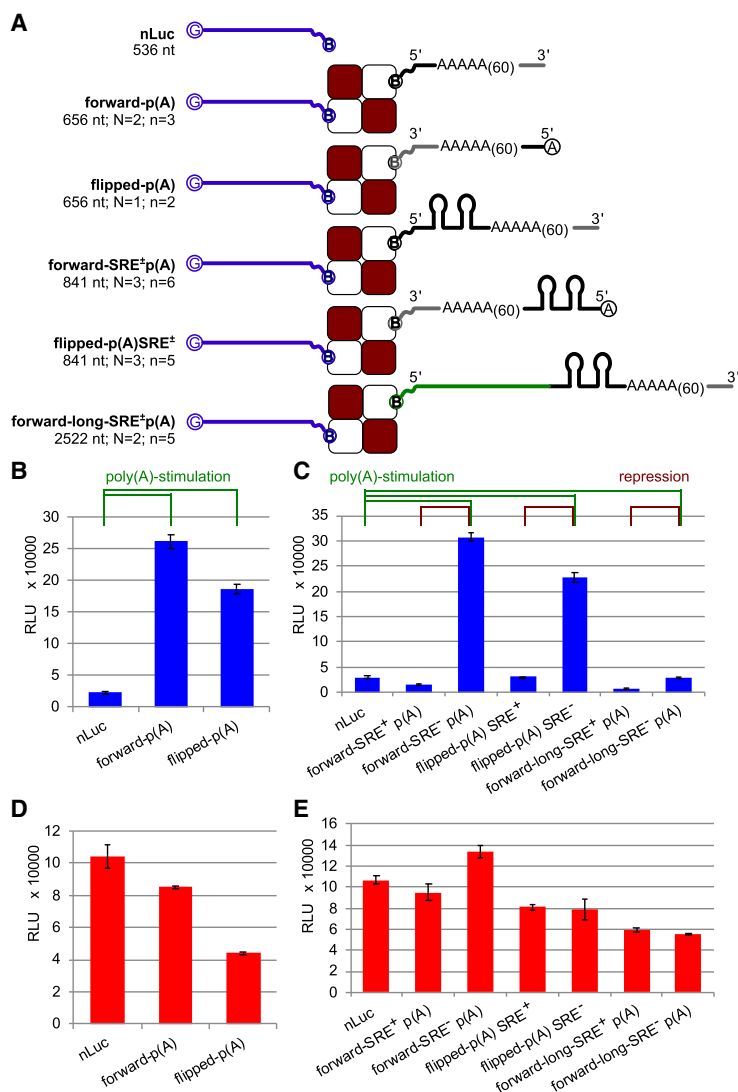 A
nLuc
536 nt
G
B
5'
AAAAA(60)
3'
B
forward-p(A)
656 nt; N=2; n=3
G
B
3'
AAAAA(60)
5'
A
B
flipped-p(A)
656 nt; N=1; n=2
G
B
5'
AAAAA(60)
3'
B
forward-SRE±p(A)
841 nt; N=3; n=6
G
B
3'
AAAAA(60)
5'
A
B
flipped-p(A)SRE±
841 nt; N=3; n=5
G
B
5'
AAAAA(60)
3'
B
forward-long-SRE±p(A)
2522 nt; N=2; n=5
G
B
B
poly(A)-stimulation
RLU x 10000
30
25
20
15
10
5
0
nLuc
forward-p(A)
flipped-p(A)
C
poly(A)-stimulation
repression
RLU x 10000
35
30
25
20
15
10
5
0
nLuc
forward-SRE⁺ p(A)
forward-SRE⁻ p(A)
flipped-p(A) SRE⁺
flipped-p(A) SRE⁻
forward-long-SRE⁺ p(A)
forward-long-SRE⁻ p(A)
D
RLU x 10000
12
10
8
6
4
2
0
nLuc
forward-p(A)
flipped-p(A)
E
RLU x 10000
16
14
12
10
8
6
4
2
0
nLuc
forward-SRE⁺ p(A)
forward-SRE⁻ p(A)
flipped-p(A) SRE⁺
flipped-p(A) SRE⁻
forward-long-SRE⁺ p(A)
forward-long-SRE⁻ p(A)